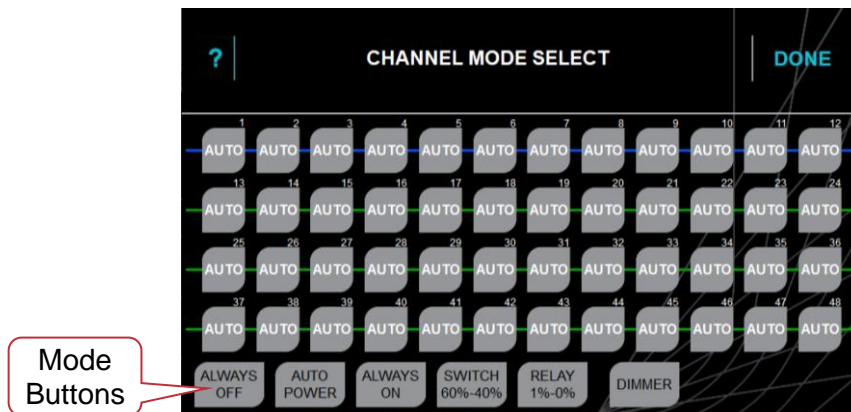 ? CHANNEL MODE SELECT DONE
1 2 3 4 5 6 7 8 9 10 11 12
AUTO AUTO AUTO AUTO AUTO AUTO AUTO AUTO AUTO AUTO AUTO AUTO
13 14 15 16 17 18 19 20 21 22 23 24
AUTO AUTO AUTO AUTO AUTO AUTO AUTO AUTO AUTO AUTO AUTO AUTO
25 26 27 28 29 30 31 32 33 34 35 36
AUTO AUTO AUTO AUTO AUTO AUTO AUTO AUTO AUTO AUTO AUTO AUTO
37 38 39 40 41 42 43 44 45 46 47 48
AUTO AUTO AUTO AUTO AUTO AUTO AUTO AUTO AUTO AUTO AUTO AUTO
Mode
Buttons
ALWAYS
OFF
AUTO
POWER
ALWAYS
ON
SWITCH
60%-40%
RELAY
1%-0%
DIMMER